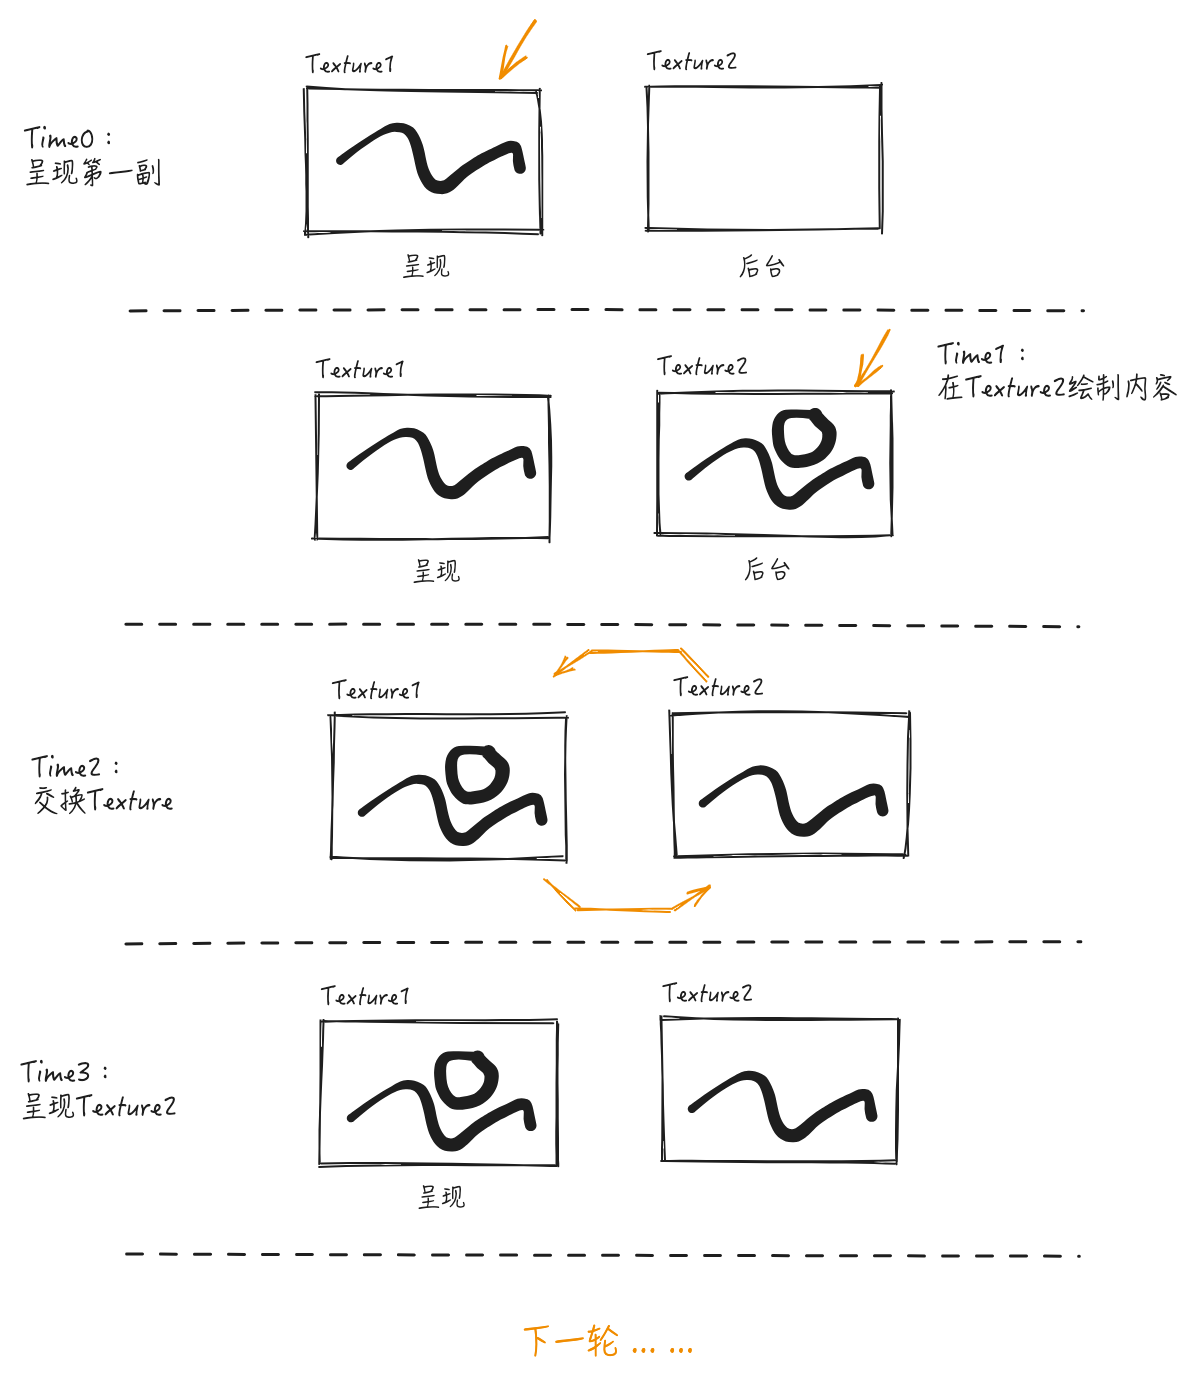 Texture1
Texture2
Time0：
呈现第一副
呈现
后台
Texture1
Texture2
Time1：
在Texture2绘制内容
呈现
后台
Texture1
Texture2
Time2：
交换Texture
Texture1
Texture2
Time3：
呈现Texture2
呈现
下一轮 ... ...